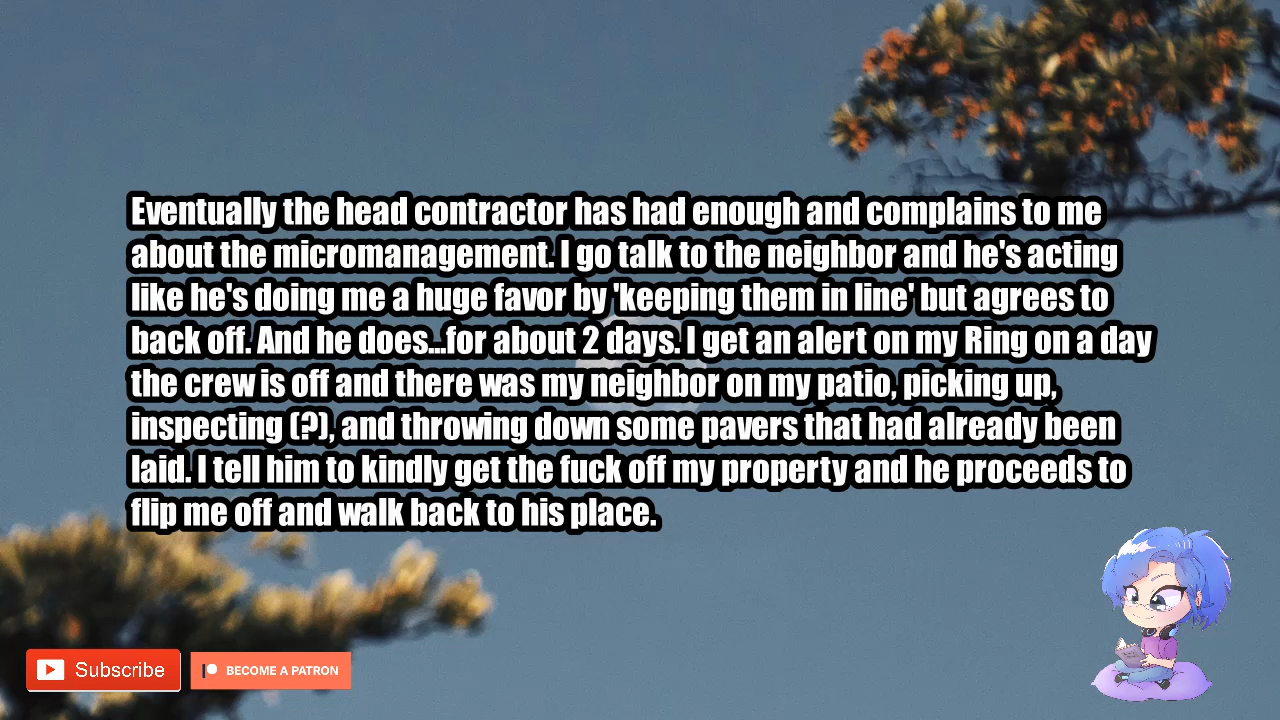 Eventually the head contractor has had enough and complains to me
about the micromanagement. I go talk to the neighbor and he's acting
like he's doing me a huge favor by 'keeping them in line' but agrees to
back off. And he does...for about 2 days. I get an alert on my Ring on a day
the crew is off and there was my neighbor on my patio, picking up,
inspecting (?), and throwing down some pavers that had already been
laid. I tell him to kindly get the fuck off my property and he proceeds to
flip me off and walk back to his place.
Subscribe
BECOME A PATRON